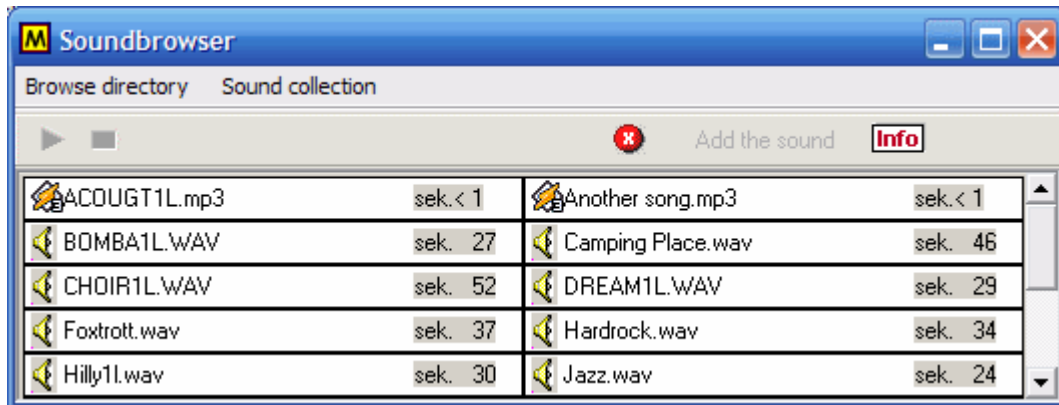 M Soundbrowser
Browse directory Sound collection
x Add the sound Info
ACOUGT1L.mp3 sek.< 1 Another song.mp3 sek.< 1
BOMBA1L.WAV sek. 27 Camping Place.wav sek. 46
CHOIR1L.WAV sek. 52 DREAM1L.WAV sek. 29
Foxtrott.wav sek. 37 Hardrock.wav sek. 34
Hilly1l.wav sek. 30 Jazz.wav sek. 24